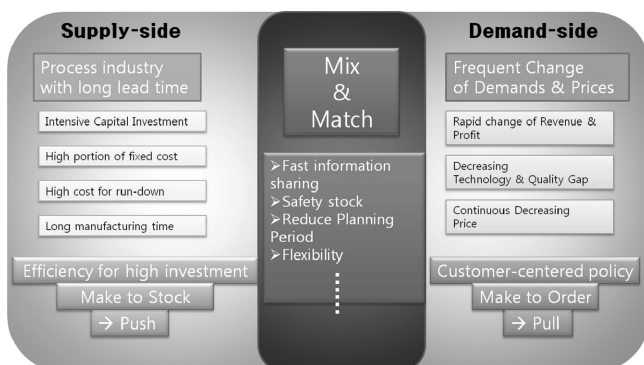 Supply-side
Process industry
with long lead time
Intensive Capital Investment
High portion of fixed cost
High cost for run-down
Long manufacturing time
Efficiency for high investment
Make to Stock
→ Push
Mix
&
Match
➢Fast information
sharing
➢Safety stock
➢Reduce Planning
Period
➢Flexibility
Demand-side
Frequent Change
of Demands & Prices
Rapid change of Revenue &
Profit
Decreasing
Technology & Quality Gap
Continuous Decreasing
Price
Customer-centered policy
Make to Order
→ Pull